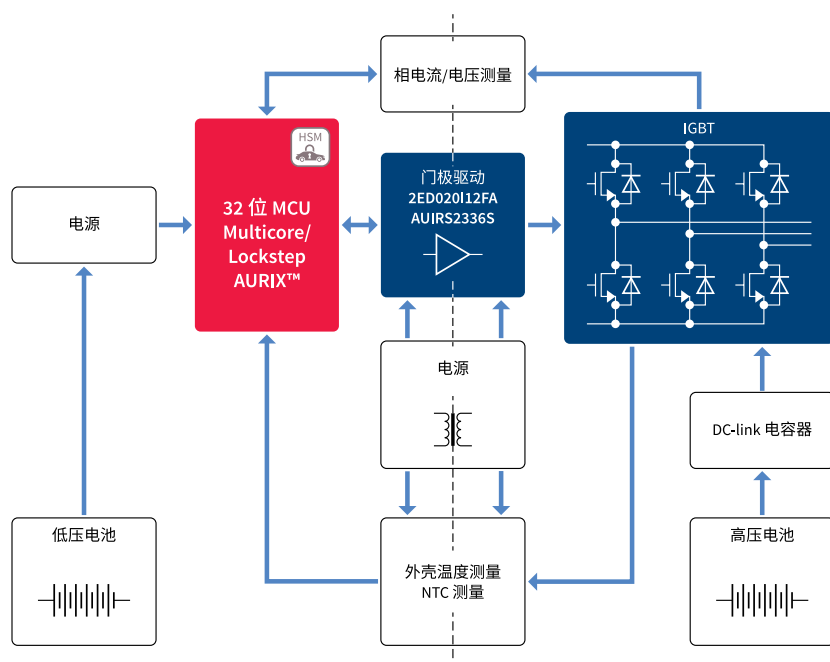 相电流/电压测量
IGBT
HSM
32 位 MCU
Multicore/
Lockstep
AURIX™
门极驱动
2ED020I12FA
AUIRS2336S
电源
电源
DC-link 电容器
低压电池
外壳温度测量
NTC 测量
高压电池